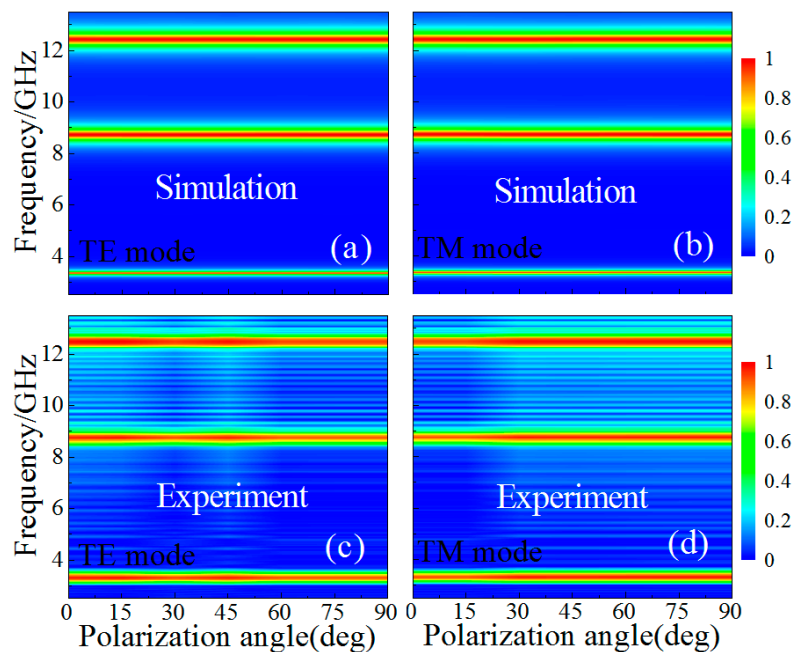 Frequency/GHz
12
10
8
6
4
Simulation
TE mode
(a)
Simulation
TM mode
(b)
1
0.8
0.6
0.4
0.2
0
Frequency/GHz
12
10
8
6
4
Experiment
TE mode
(c)
0 15 30 45 60 75 90
Polarization angle(deg)
Experiment
TM mode
(d)
0 15 30 45 60 75 90
Polarization angle(deg)
1
0.8
0.6
0.4
0.2
0